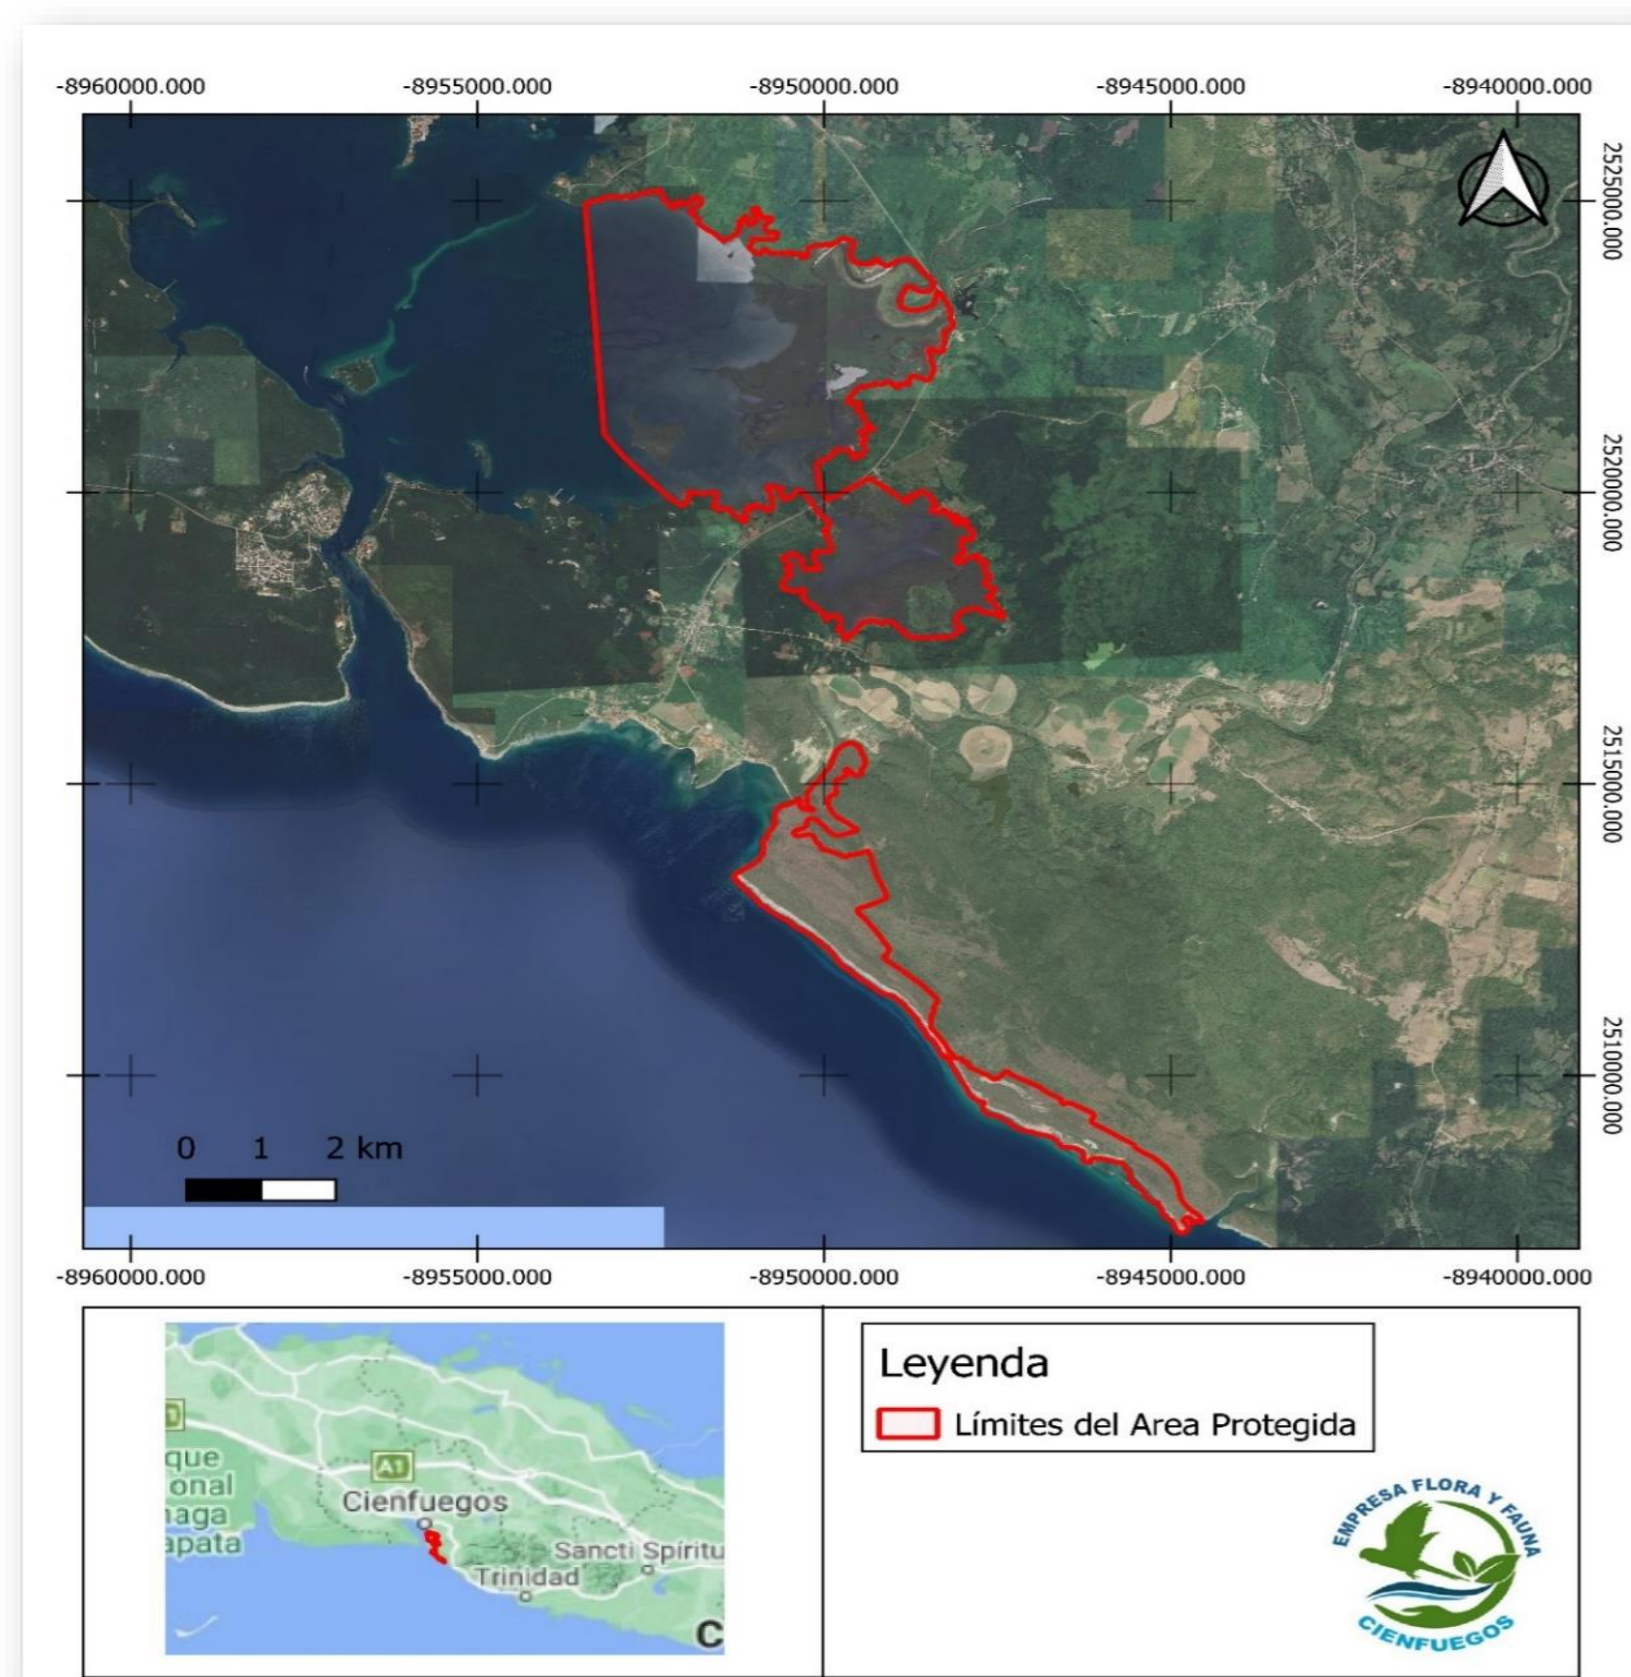 -8960000.000 -8955000.000 -8950000.000 -8945000.000 -8940000.000
2525000.000
2520000.000
2515000.000
2510000.000
0 1 2 km
-8960000.000 -8955000.000 -8950000.000 -8945000.000 -8940000.000
Leyenda
Límites del Area Protegida
A1
que
onal
naga
apata
Cienfuegos
Sancti Spíritu
Trinidad
C
EMPRESA FLORA Y FAUNA
CIENFUEGOS